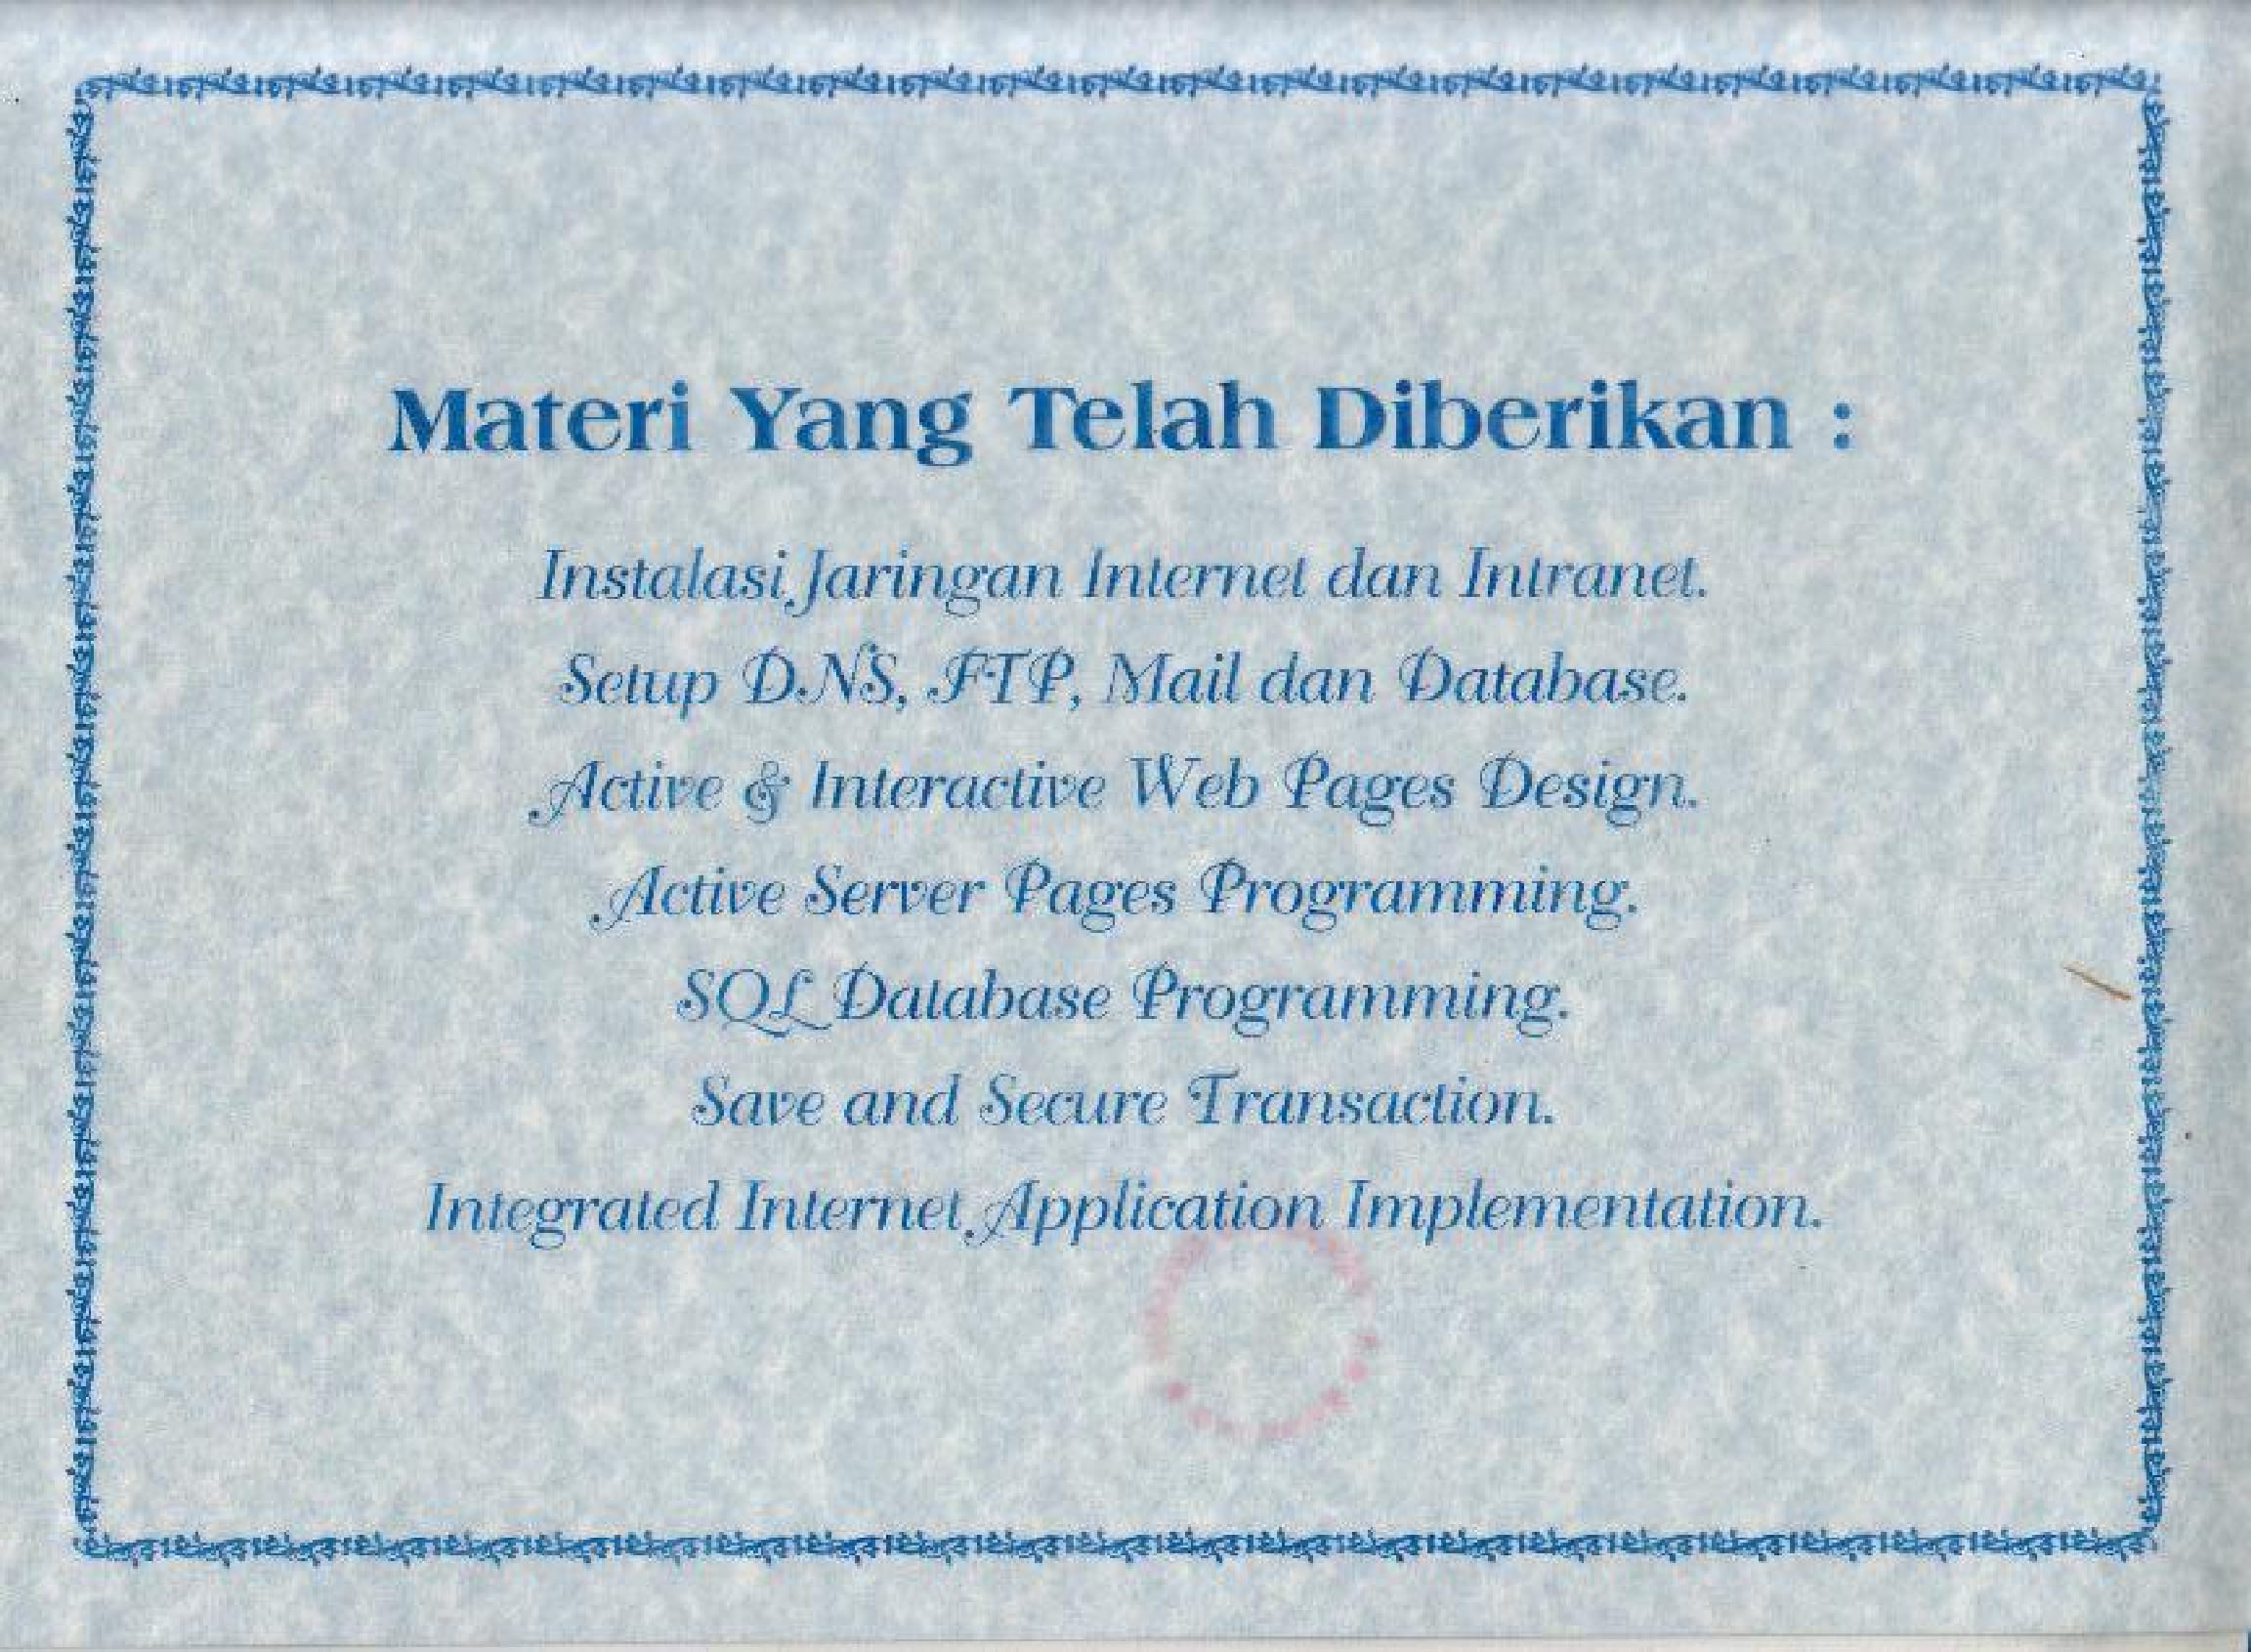 Materi Yang Telah Diberikan :
Instalasi Jaringan Internet dan Intranet.
Setup DNS, FTP, Mail dan Database.
Active & Interactive Web Pages Design.
Active Server Pages Programming.
SQL Database Programming.
Save and Secure Transaction.
Integrated Internet Application Implementation.